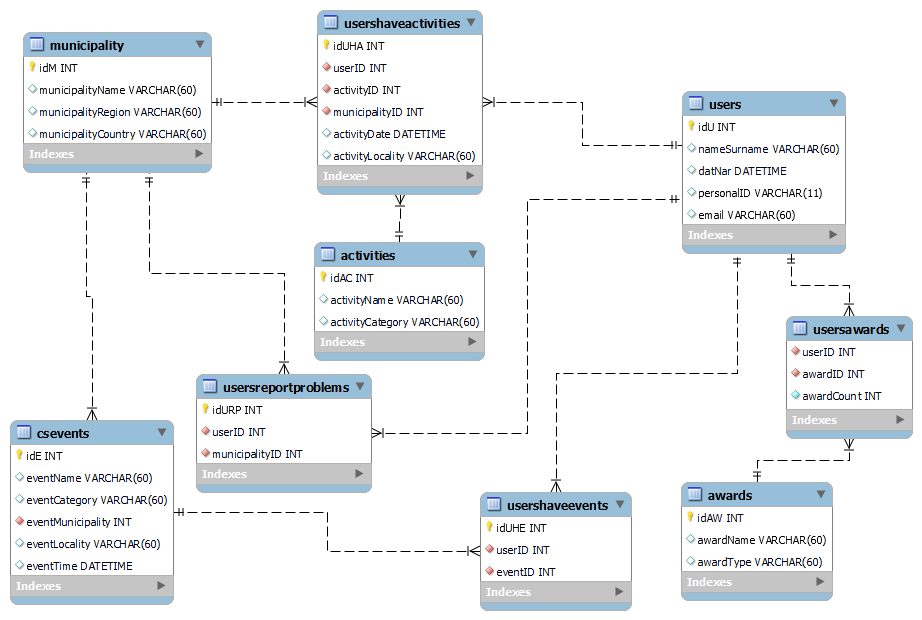 municipality
idM INT
municipalityName VARCHAR(60)
municipalityRegion VARCHAR(60)
municipalityCountry VARCHAR(60)
Indexes
usershaveactivities
idUHA INT
userID INT
activityID INT
municipalityID INT
activityDate DATETIME
activityLocality VARCHAR(60)
Indexes
users
idU INT
nameSurname VARCHAR(60)
datNar DATETIME
personalID VARCHAR(11)
email VARCHAR(60)
Indexes
activities
idAC INT
activityName VARCHAR(60)
activityCategory VARCHAR(60)
Indexes
usersawards
userID INT
awardID INT
awardCount INT
Indexes
usersreportproblems
idURP INT
userID INT
municipalityID INT
Indexes
csevents
idE INT
eventName VARCHAR(60)
eventCategory VARCHAR(60)
eventMunicipality INT
eventLocality VARCHAR(60)
eventTime DATETIME
Indexes
usershaveevents
idUHE INT
userID INT
eventID INT
Indexes
awards
idAW INT
awardName VARCHAR(60)
awardType VARCHAR(60)
Indexes